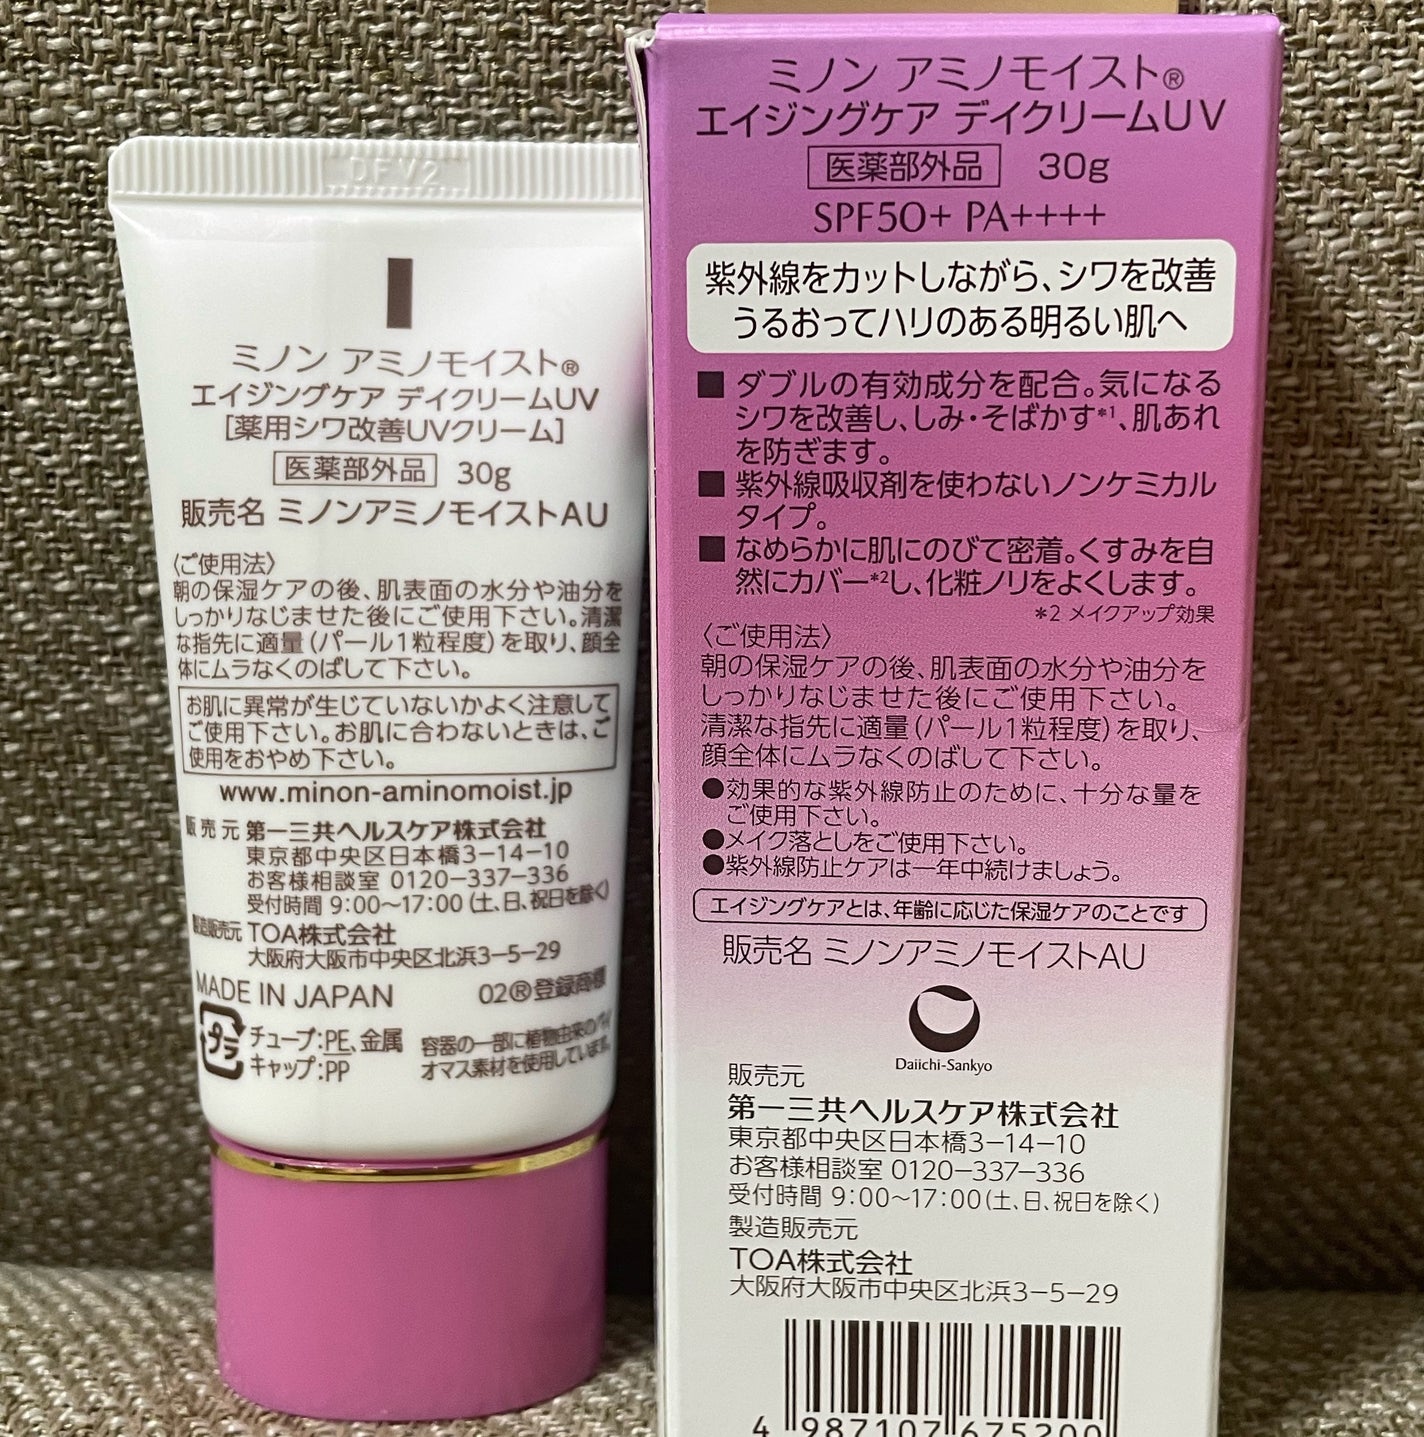 DFV2
ミノン アミノモイスト®
エイジングケア デイクリームUV
[薬用シワ改善UVクリーム]
医薬部外品 30g
販売名 ミノンアミノモイストAU
〈ご使用法〉
朝の保湿ケアの後、肌表面の水分や油分を
しっかりなじませた後にご使用下さい。清潔
な指先に適量(パール1粒程度)を取り、顔全
体にムラなくのばして下さい。
お肌に異常が生じていないかよく注意して
ご使用下さい。お肌に合わないときは、ご
使用をおやめ下さい。
www.minon-aminomoist.jp
販売元 第一三共ヘルスケア株式会社
東京都中央区日本橋3-14-10
お客様相談室 0120-337-336
受付時間 9:00〜17:00(土、日、祝日を除く)
製造販売元 TOA株式会社
大阪府大阪市中央区北浜3-5-29
MADE IN JAPAN 02®登録商標
プラ
チューブ:PE、金属
キャップ:PP
容器の一部に植物由来のバイ
オマス素材を使用しています。
ミノン アミノモイスト®
エイジングケア デイクリームUV
医薬部外品 30g
SPF50+ PA++++
紫外線をカットしながら、シワを改善
うるおってハリのある明るい肌へ
■ ダブルの有効成分を配合。気になる
シワを改善し、しみ・そばかす*1、肌あれ
を防ぎます。
■ 紫外線吸収剤を使わないノンケミカル
タイプ。
■ なめらかに肌にのびて密着。くすみを自
然にカバー*2し、化粧ノリをよくします。
*2 メイクアップ効果
〈ご使用法〉
朝の保湿ケアの後、肌表面の水分や油分を
しっかりなじませた後にご使用下さい。
清潔な指先に適量(パール1粒程度)を取り、
顔全体にムラなくのばして下さい。
●効果的な紫外線防止のために、十分な量を
ご使用下さい。
●メイク落としをご使用下さい。
●紫外線防止ケアは一年中続けましょう。
エイジングケアとは、年齢に応じた保湿ケアのことです
販売名 ミノンアミノモイストAU
Daiichi-Sankyo
販売元
第一三共ヘルスケア株式会社
東京都中央区日本橋3-14-10
お客様相談室 0120-337-336
受付時間 9:00〜17:00(土、日、祝日を除く)
製造販売元
TOA株式会社
大阪府大阪市中央区北浜3-5-29
4 987107 675200